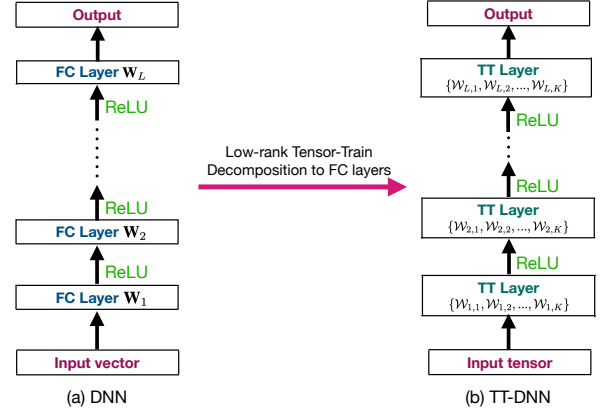 Output
FC Layer W_L
ReLU
ReLU
FC Layer W_2
ReLU
FC Layer W_1
Input vector
(a) DNN
Low-rank Tensor-Train
Decomposition to FC layers
Output
TT Layer
{𝒲_{L,1}, 𝒲_{L,2}, ..., 𝒲_{L,K}}
ReLU
ReLU
TT Layer
{𝒲_{2,1}, 𝒲_{2,2}, ..., 𝒲_{2,K}}
ReLU
TT Layer
{𝒲_{1,1}, 𝒲_{1,2}, ..., 𝒲_{1,K}}
Input tensor
(b) TT-DNN